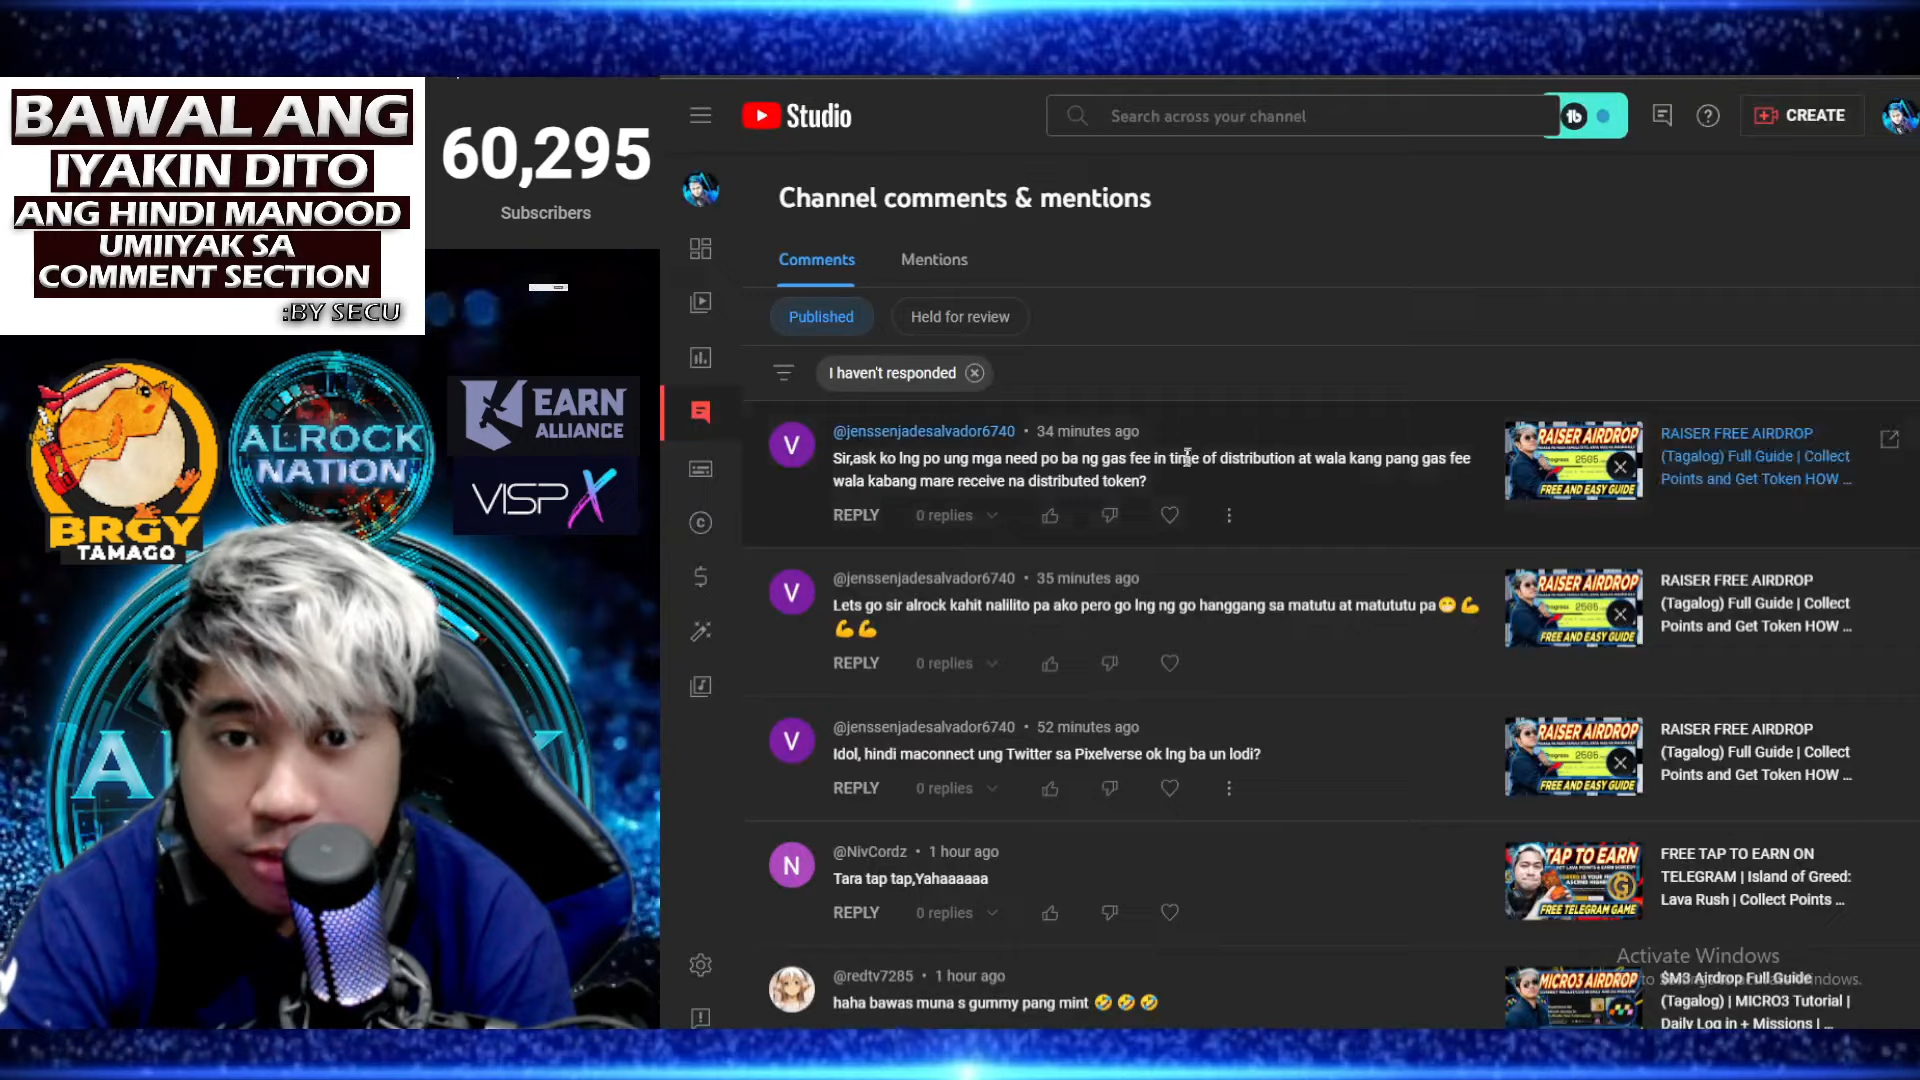 BAWAL ANG
IYAKIN DITO
ANG HINDI MANOOD
UMIIYAK SA
COMMENT SECTION
:BY SECU
60,295
Subscribers
BRGY
TAMAGO
ALROCK
NATION
EARN
ALLIANCE
VISPX
Studio
Search across your channel
CREATE
Channel comments & mentions
Comments
Mentions
Published
Held for review
I haven't responded
V
@jenssenjadesalvador6740 • 34 minutes ago
Sir,ask ko lng po ung mga need po ba ng gas fee in time of distribution at wala kang pang gas fee
wala kabang mare receive na distributed token?
REPLY
0 replies
RAISER AIRDROP
2505
FREE AND EASY GUIDE
RAISER FREE AIRDROP
(Tagalog) Full Guide | Collect
Points and Get Token HOW ...
V
@jenssenjadesalvador6740 • 35 minutes ago
Lets go sir alrock kahit nalilito pa ako pero go lng ng go hanggang sa matutu at matututu pa😁💪
💪💪
REPLY
0 replies
RAISER AIRDROP
FREE AND EASY GUIDE
RAISER FREE AIRDROP
(Tagalog) Full Guide | Collect
Points and Get Token HOW ...
V
@jenssenjadesalvador6740 • 52 minutes ago
Idol, hindi maconnect ung Twitter sa Pixelverse ok lng ba un lodi?
REPLY
0 replies
RAISER AIRDROP
FREE AND EASY GUIDE
RAISER FREE AIRDROP
(Tagalog) Full Guide | Collect
Points and Get Token HOW ...
N
@NivCordz • 1 hour ago
Tara tap tap,Yahaaaaaa
REPLY
0 replies
TAP TO EARN
FREE TELEGRAM GAME
FREE TAP TO EARN ON
TELEGRAM | Island of Greed:
Lava Rush | Collect Points ...
@redtv7285 • 1 hour ago
haha bawas muna s gummy pang mint 🤣🤣🤣
MICRO3 AIRDROP
$M3 Airdrop Full Guide
(Tagalog) | MICRO3 Tutorial |
Daily Log in + Missions | ...
Activate Windows